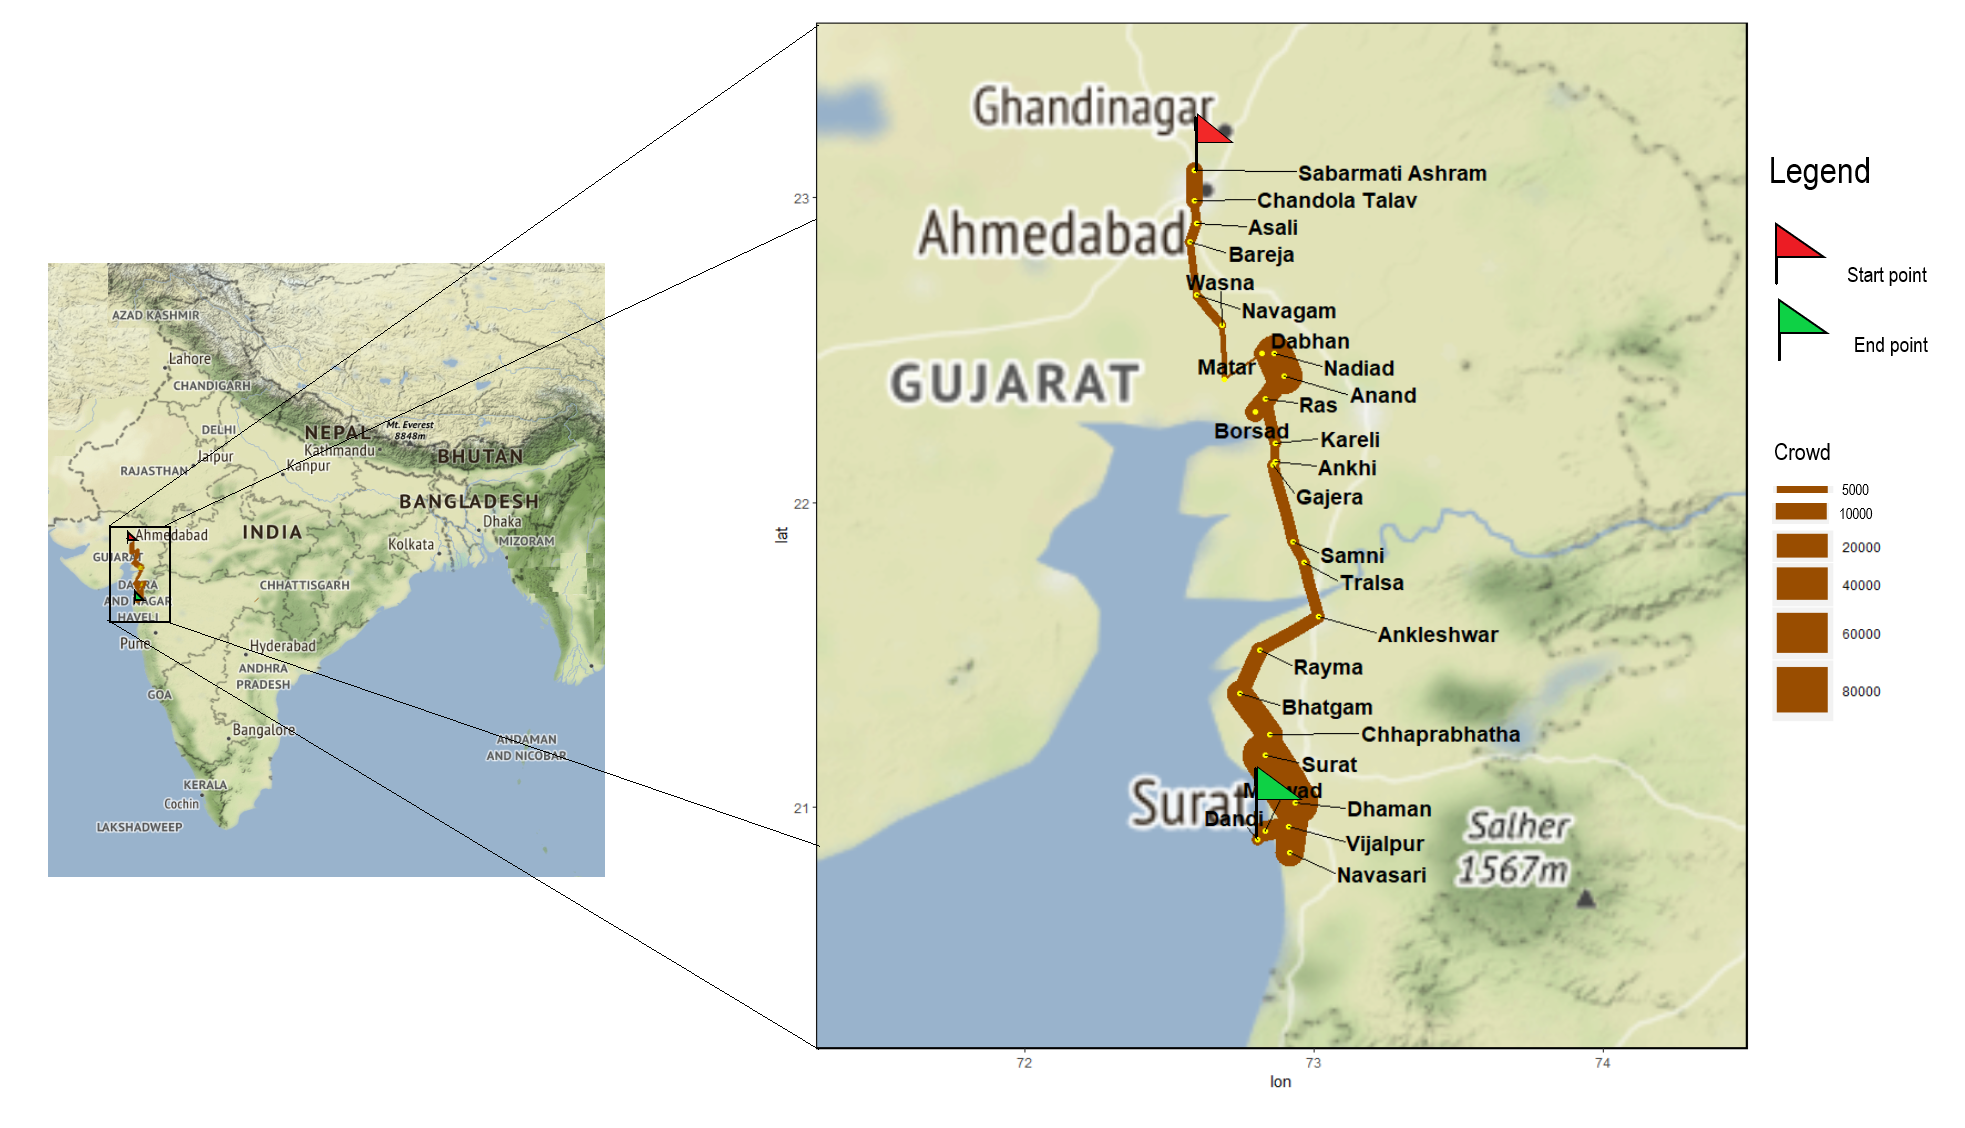 AZAD KASHMIR
Lahore
CHANDIGARH
DELHI
NEPAL
Mt. Everest
8848m
Jaipur
Kathmandu
RAJASTHAN
Kanpur
BHUTAN
BANGLADESH
Dhaka
Ahmedabad
INDIA
Kolkata
MIZORAM
GUJARAT
DADRA
AND NAGAR
HAVELI
CHHATTISGARH
Pune
Hyderabad
ANDHRA
PRADESH
GOA
Bangalore
ANDAMAN
AND NICOBAR
KERALA
Cochin
LAKSHADWEEP
Ghandinagar
Sabarmati Ashram
Chandola Talav
Ahmedabad
Asali
Bareja
Wasna
Navagam
Dabhan
Matar
Nadiad
GUJARAT
Anand
Ras
Borsad
Kareli
Ankhi
Gajera
Samni
Tralsa
Ankleshwar
Rayma
Bhatgam
Chhaprabhatha
Surat
Surat
Dhaman
Dandi
Vijalpur
Navasari
Salher
1567m
23
22
21
lat
72
73
74
lon
Legend
Start point
End point
Crowd
5000
10000
20000
40000
60000
80000